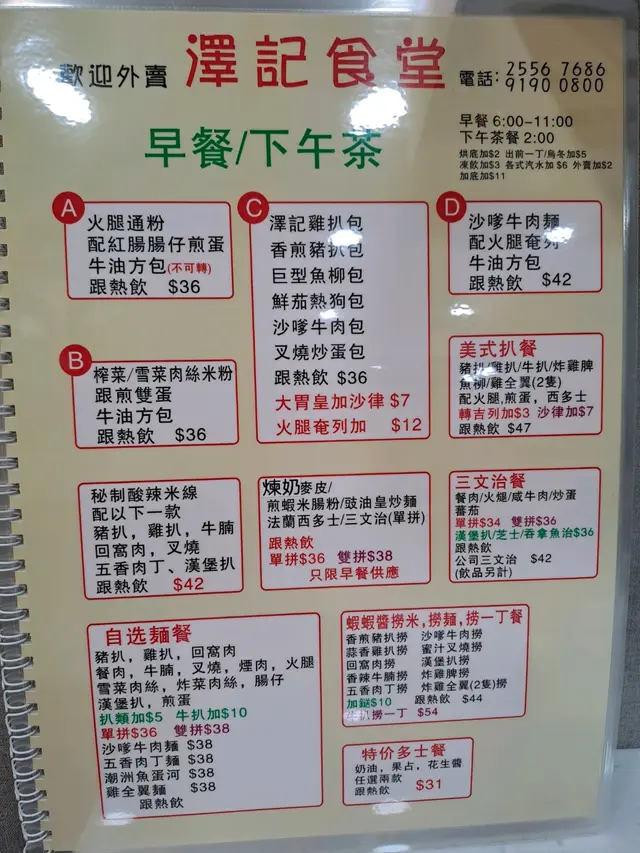 歡迎外賣
澤記食堂
電話: 2556 7686
9190 0800
早餐/下午茶
早餐 6:00-11:00
下午茶餐 2:00
烘底加$2 出前一丁/烏冬加$5
凍飲加$3 各式汽水加 $6 外賣加$2
加底加$11
A
火腿通粉
配紅腸腸仔煎蛋
牛油方包(不可轉)
跟熱飲 $36
B
榨菜/雪菜肉絲米粉
跟煎雙蛋
牛油方包
跟熱飲 $36
C
澤記雞扒包
香煎豬扒包
巨型魚柳包
鮮茄熱狗包
沙嗲牛肉包
叉燒炒蛋包
跟熱飲 $36
大胃皇加沙律 $7
火腿奄列加 $12
D
沙嗲牛肉麵
配火腿奄列
牛油方包
跟熱飲 $42
美式扒餐
豬扒/雞扒/牛扒/炸雞脾
魚柳/雞全翼(2隻)
配火腿,煎蛋，西多士
轉吉列加$3 沙律加$7
跟熱飲 $47
秘制酸辣米線
配以下一款
豬扒，雞扒，牛腩
回窩肉，叉燒
五香肉丁、漢堡扒
跟熱飲 $42
煉奶麥皮/
煎蝦米腸粉/豉油皇炒麵
法蘭西多士/三文治(單拼)
跟熱飲
單拼$36 雙拼$38
只限早餐供應
三文治餐
餐肉/火腿/咸牛肉/炒蛋
蕃茄
單拼$34 雙拼$36
漢堡扒/芝士/吞拿魚治$36
跟熱飲
公司三文治 $42
(飲品另計)
自选麵餐
豬扒，雞扒，回窩肉
餐肉，牛腩，叉燒，煙肉，火腿
雪菜肉絲，炸菜肉絲，腸仔
漢堡扒，煎蛋
扒類加$5 牛扒加$10
單拼$36 雙拼$38
沙嗲牛肉麵 $38
五香肉丁麵 $38
潮洲魚蛋河 $38
雞全翼麵 $38
跟熱飲
蝦蝦醬撈米,撈麵,撈一丁餐
香煎豬扒撈 沙嗲牛肉撈
蒜香雞扒撈 蜜汁叉燒撈
回窩肉撈 漢堡扒撈
香辣牛腩撈 炸雞脾撈
五香肉丁撈 炸雞全翼(2隻)撈
加餸$10 跟熱飲 $44
牛扒撈一丁 $54
特价多士餐
奶油，果占，花生醬
任選兩款
跟熱飲 $31